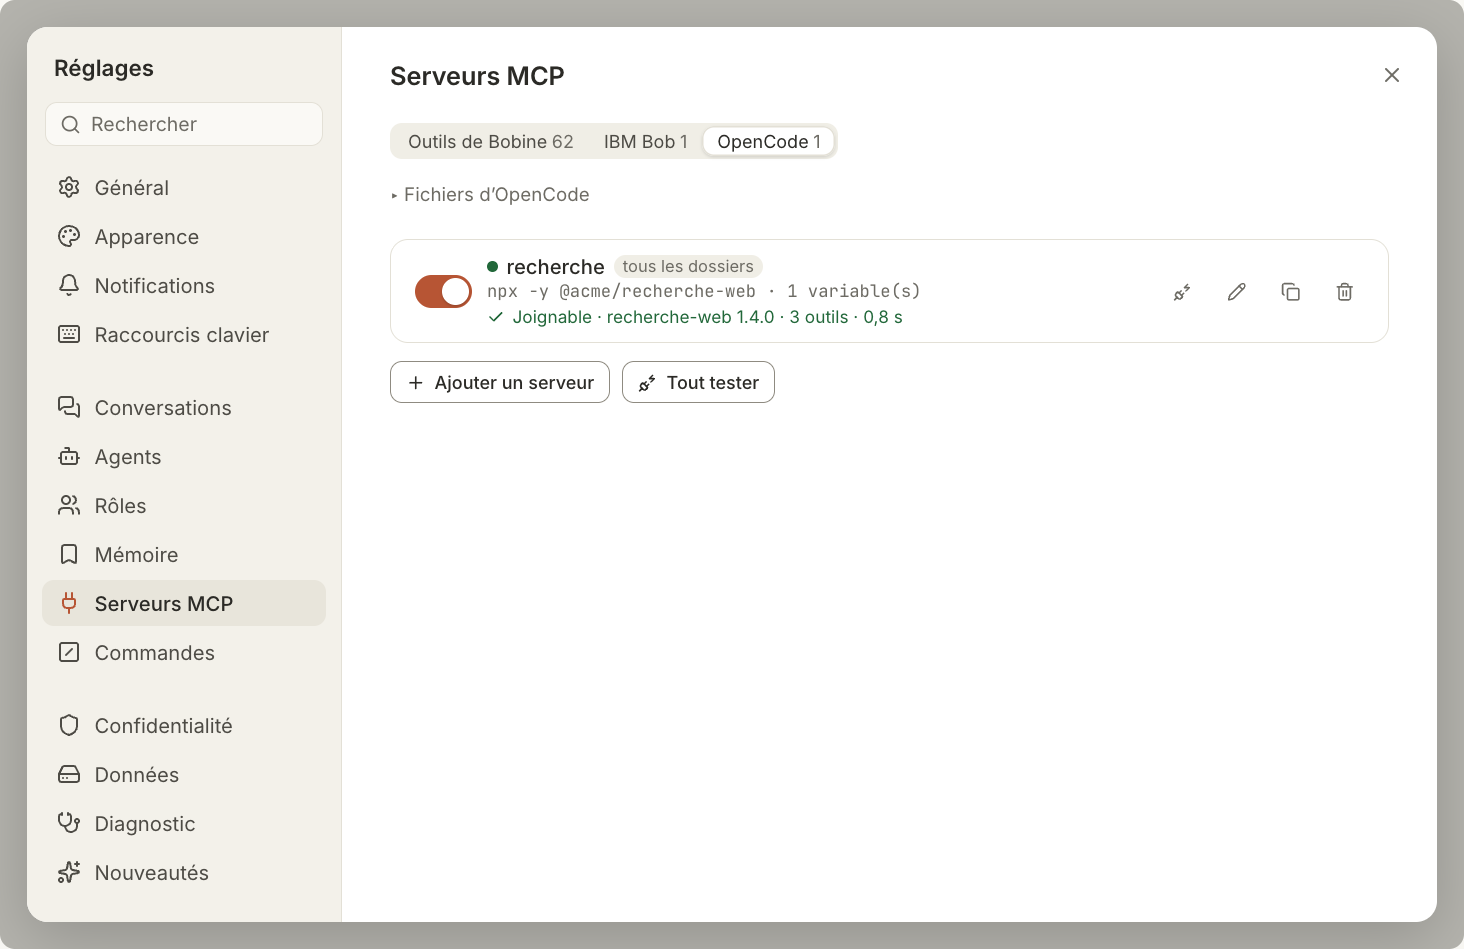 Réglages
Rechercher
Général
Apparence
Notifications
Raccourcis clavier
Conversations
Agents
Rôles
Mémoire
Serveurs MCP
Commandes
Confidentialité
Données
Diagnostic
Nouveautés
Serveurs MCP
Outils de Bobine 62 IBM Bob 1 OpenCode 1
Fichiers d’OpenCode
recherche tous les dossiers
npx -y @acme/recherche-web · 1 variable(s)
Joignable · recherche-web 1.4.0 · 3 outils · 0,8 s
Ajouter un serveur Tout tester